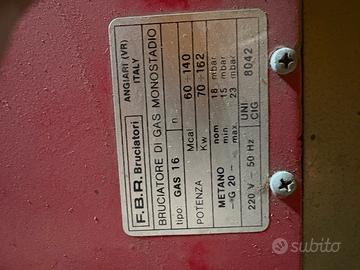 F.B.R. Bruciatori
ANGIARI (VR)
ITALY
BRUCIATORE DI GAS MONOSTADIO
tipo GAS 16 n
POTENZA
Mcal 60÷140
Kw 70÷162
METANO
–G 20–
nom 18 mbar
min 15 mbar
max 23 mbar
220 V – 50 Hz
UNI
CIG 8042
subito